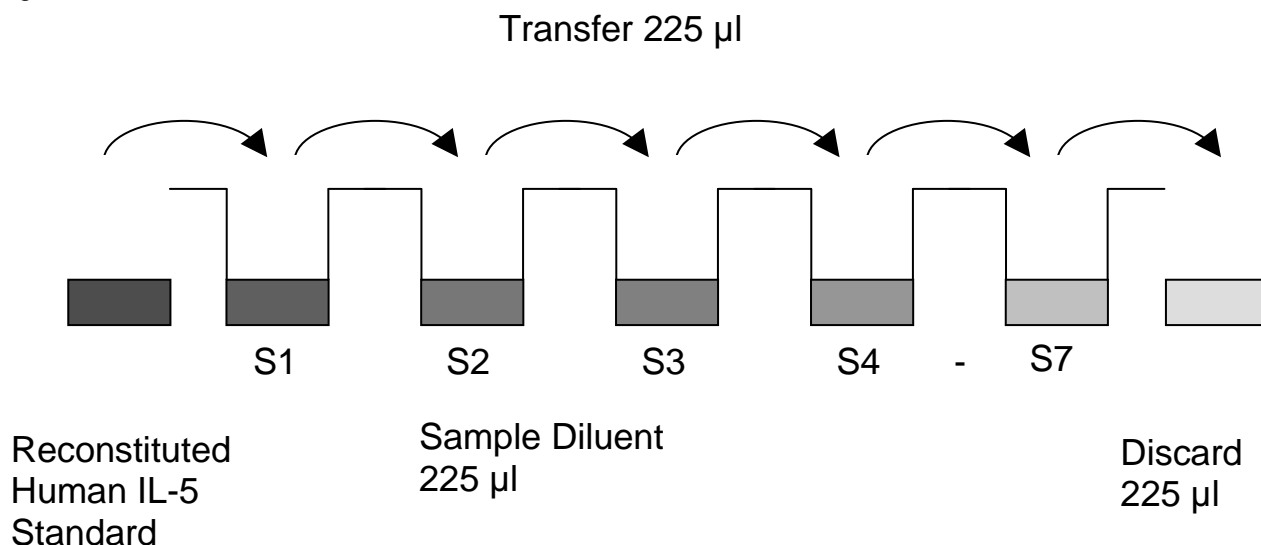 Transfer 225 µl
S1 S2 S3 S4 - S7
Reconstituted
Human IL-5
Standard
Sample Diluent
225 µl
Discard
225 µl